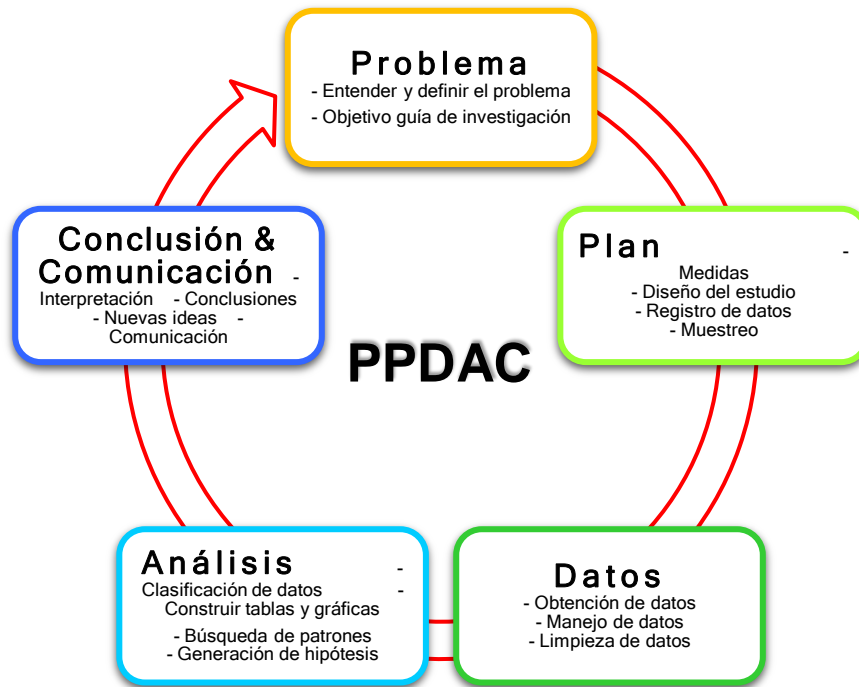 Problema
- Entender y definir el problema
- Objetivo guía de investigación
Plan -
Medidas
- Diseño del estudio
- Registro de datos
- Muestreo
Datos
- Obtención de datos
- Manejo de datos
- Limpieza de datos
Análisis -
Clasificación de datos -
Construir tablas y gráficas
- Búsqueda de patrones
- Generación de hipótesis
Conclusión &
Comunicación -
Interpretación - Conclusiones
- Nuevas ideas -
Comunicación
PPDAC